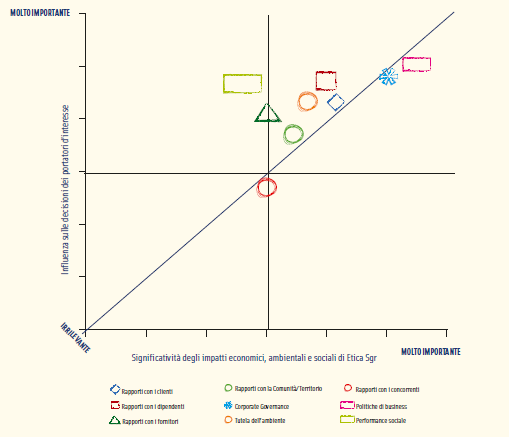 MOLTO IMPORTANTE
Influenza sulle decisioni dei portatori d'interesse
IRRILEVANTE
Significatività degli impatti economici, ambientali e sociali di Etica Sgr
MOLTO IMPORTANTE
Rapporti con i clienti
Rapporti con la Comunità/Territorio
Rapporti con i concorrenti
Rapporti con i dipendenti
Corporate Governance
Politiche di business
Rapporti con i fornitori
Tutela dell'ambiente
Performance sociale